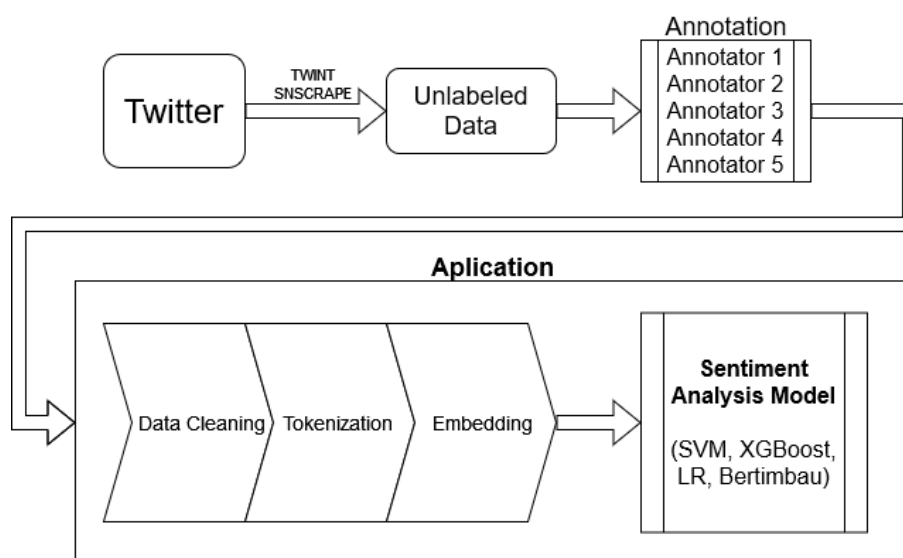 Annotation
TWINT
SNSCRAPE
Twitter
Unlabeled
Data
Annotator 1
Annotator 2
Annotator 3
Annotator 4
Annotator 5
Aplication
Data Cleaning
Tokenization
Embedding
Sentiment
Analysis Model
(SVM, XGBoost,
LR, Bertimbau)